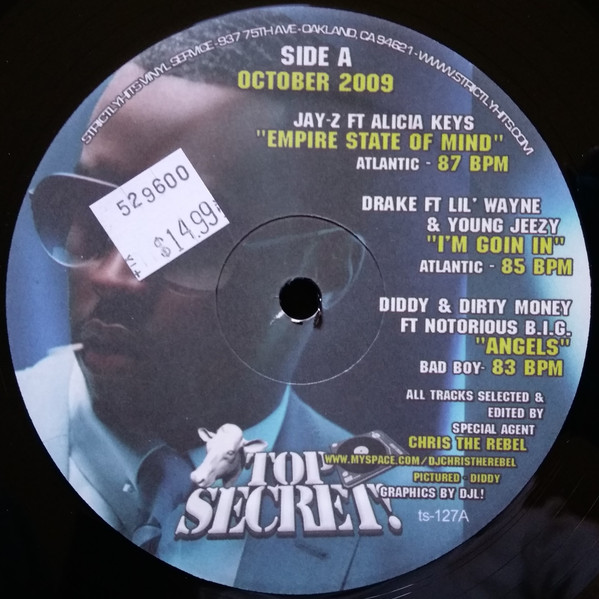 STRICTLYHITS VINYL SERVICE - 937 75TH AVE - OAKLAND, CA 94621 - WWW.STRICTLYHITS.COM
SIDE A
OCTOBER 2009
JAY-Z FT ALICIA KEYS
"EMPIRE STATE OF MIND"
ATLANTIC - 87 BPM
529600
$14.99
DRAKE FT LIL' WAYNE
& YOUNG JEEZY
"I'M GOIN IN"
ATLANTIC - 85 BPM
DIDDY & DIRTY MONEY
FT NOTORIOUS B.I.G.
"ANGELS"
BAD BOY- 83 BPM
ALL TRACKS SELECTED &
EDITED BY
SPECIAL AGENT
CHRIS THE REBEL
WWW.MYSPACE.COM/DJCHRISTHEREBEL
PICTURED - DIDDY
GRAPHICS BY DJL!
TOP
SECRET!
ts-127A